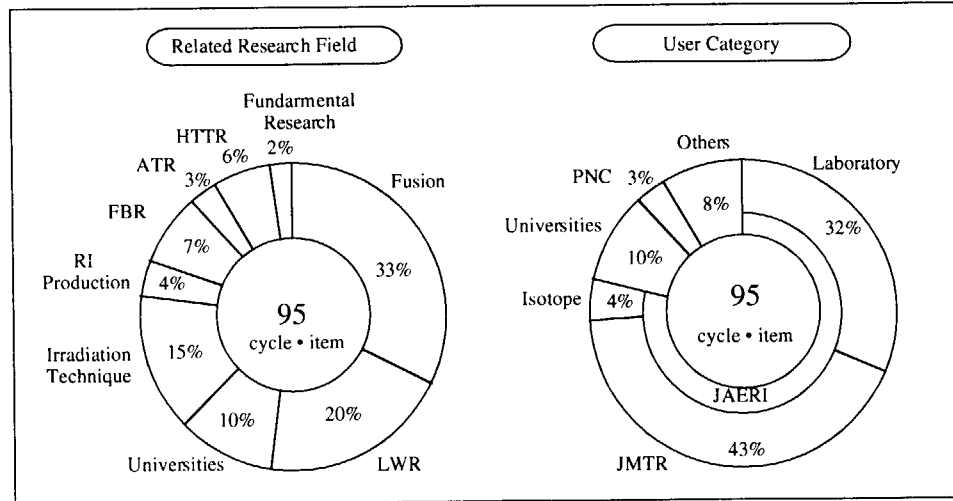 Related Research Field
Fundarmental
Research
2%
HTTR
6%
ATR
3%
FBR
7%
RI
Production
4%
Irradiation
Technique
15%
Universities
10%
LWR
20%
Fusion
33%
95
cycle • item
User Category
Others
8%
PNC
3%
Universities
10%
Isotope
4%
Laboratory
32%
95
cycle • item
JAERI
JMTR
43%